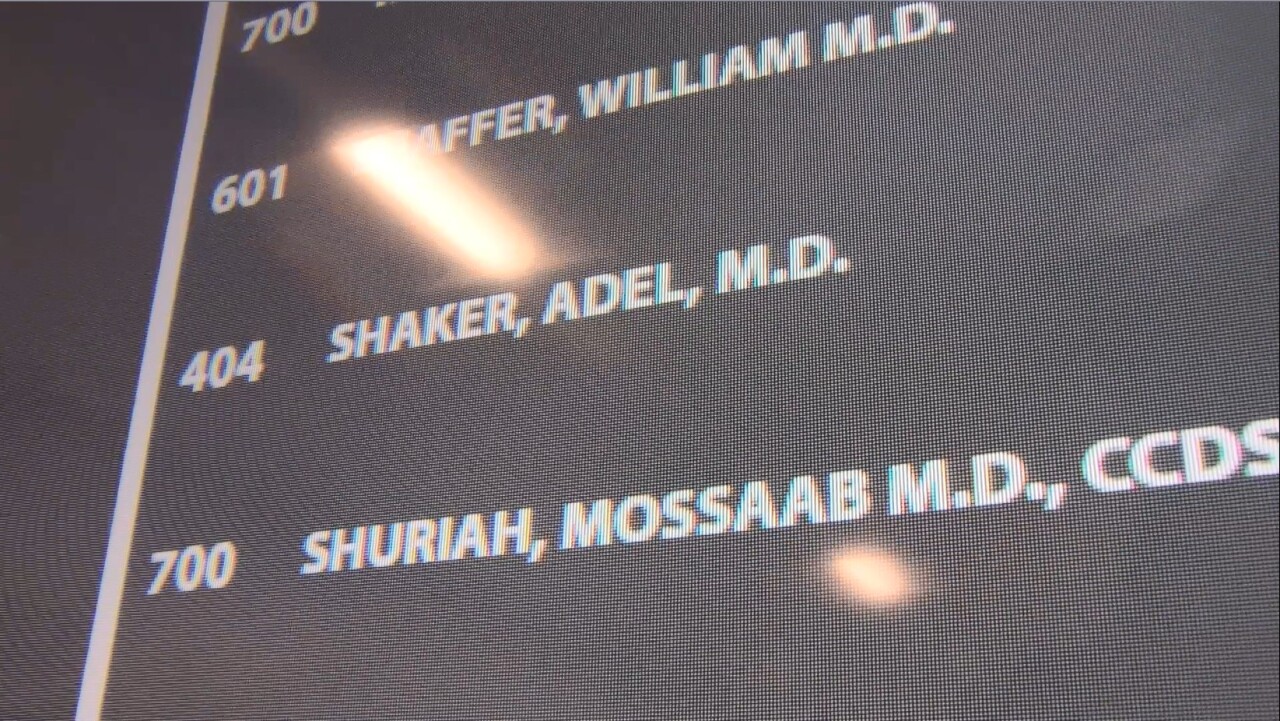 700
601 WILLIAM M.D.
404 SHAKER, ADEL, M.D.
700 SHURIAH, MOSSAAB M.D., CCDS